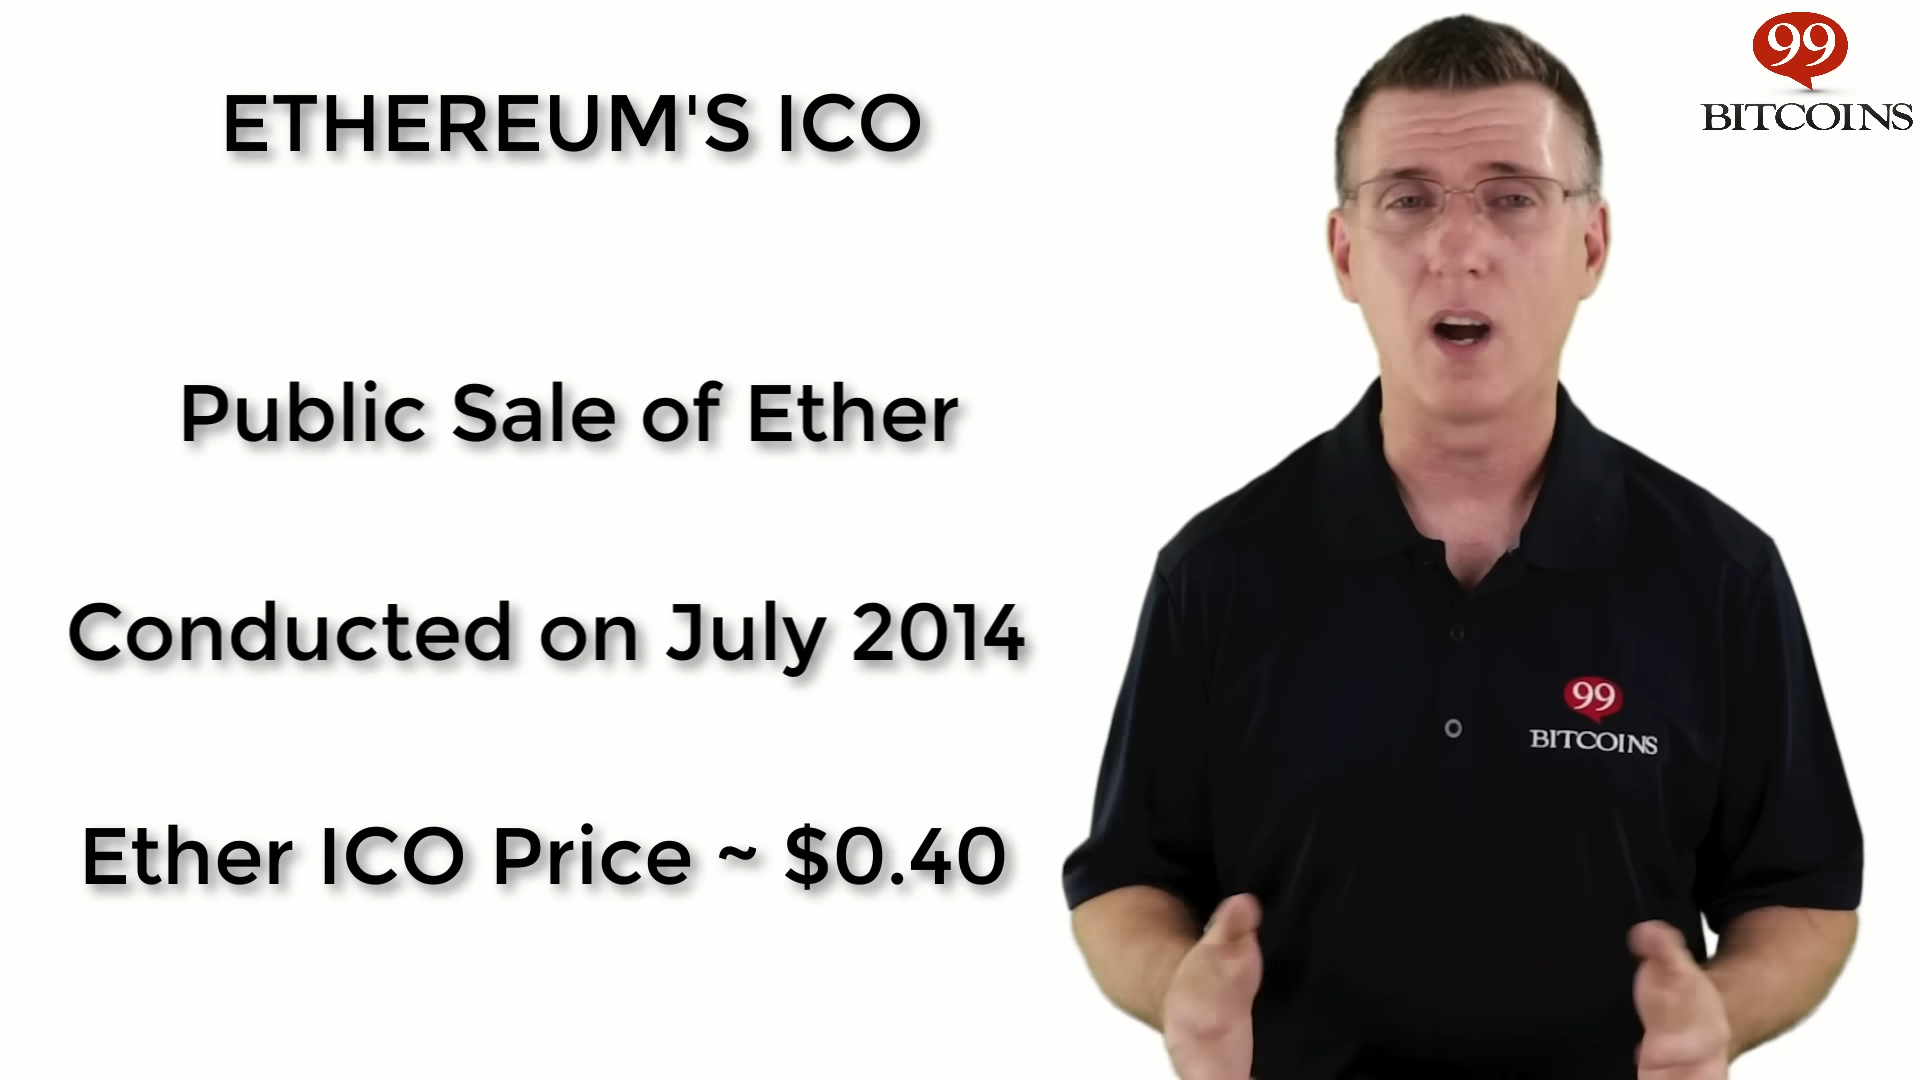 ETHEREUM'S ICO
Public Sale of Ether
Conducted on July 2014
Ether ICO Price ~ $0.40
99
BITCOINS
99
BITCOINS